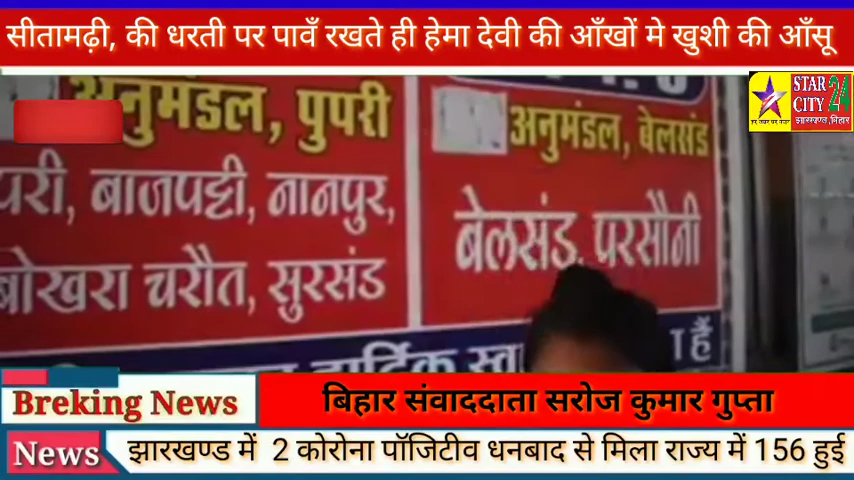 सीतामढ़ी, की धरती पर पावँ रखते ही हेमा देवी की आँखों मे खुशी की आँसू
STAR
CITY 24
झारखण्ड,बिहार
अनुमंडल, पुपरी
परी, बाजपट्टी, नानपुर,
बोखरा चरौत, सुरसंड
अनुमंडल, बेलसंड
बेलसंड, परसौनी
हार्दिक स्व
हैं
Breking News
बिहार संवाददाता सरोज कुमार गुप्ता
News
झारखण्ड में 2 कोरोना पॉजिटीव धनबाद से मिला राज्य में 156 हुई